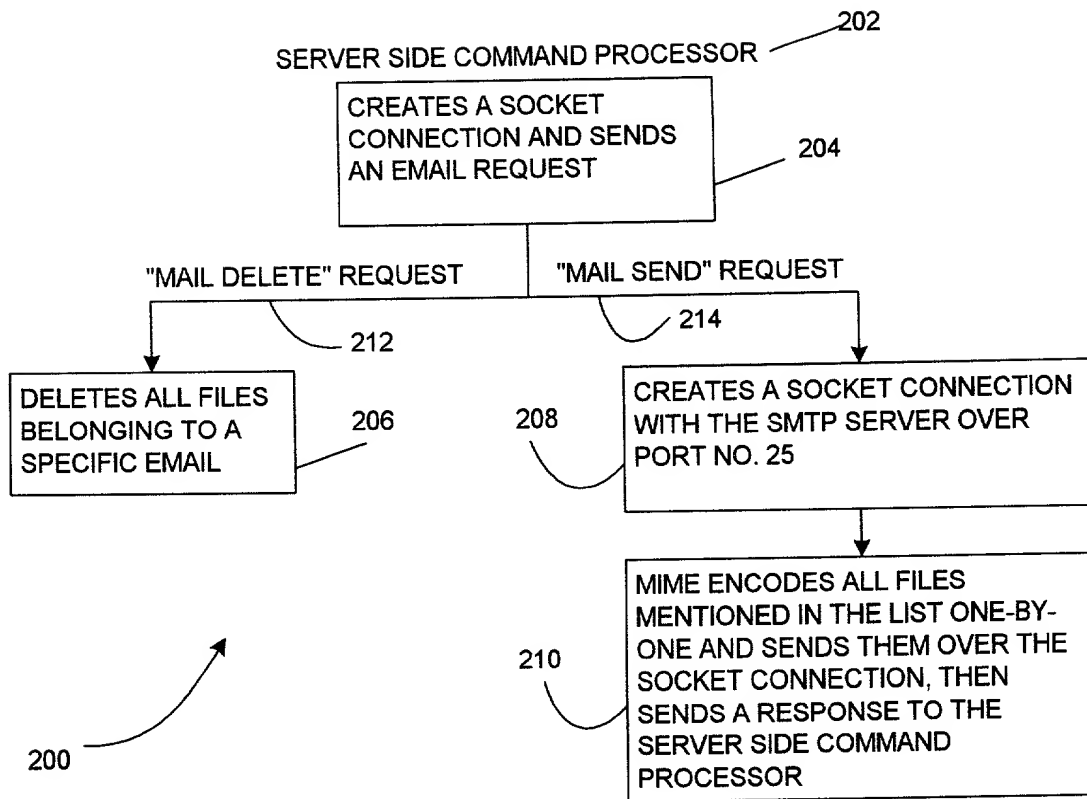 202
SERVER SIDE COMMAND PROCESSOR
CREATES A SOCKET
CONNECTION AND SENDS
AN EMAIL REQUEST
204
"MAIL DELETE" REQUEST
"MAIL SEND" REQUEST
212
214
DELETES ALL FILES
BELONGING TO A
SPECIFIC EMAIL
206
208
CREATES A SOCKET CONNECTION
WITH THE SMTP SERVER OVER
PORT NO. 25
MIME ENCODES ALL FILES
MENTIONED IN THE LIST ONE-BY-
ONE AND SENDS THEM OVER THE
SOCKET CONNECTION, THEN
SENDS A RESPONSE TO THE
SERVER SIDE COMMAND
PROCESSOR
210
200